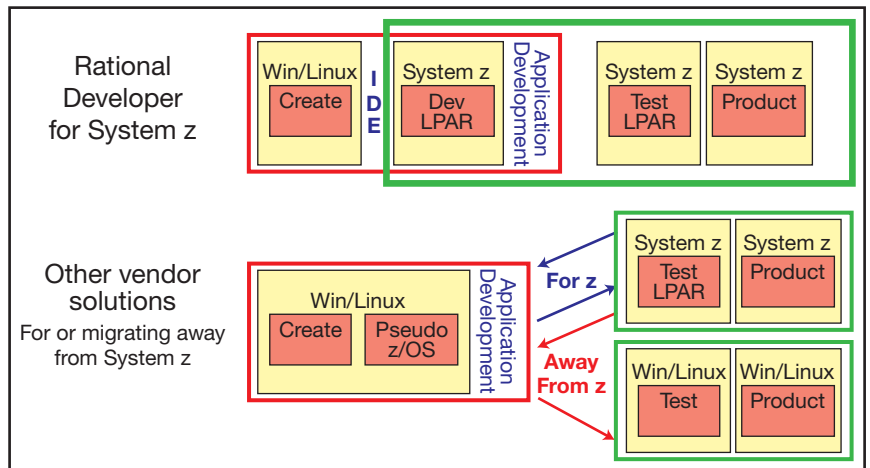 Rational
Developer
for System z
Win/Linux
Create
I
D
E
System z
Dev
LPAR
Application
Development
System z
Test
LPAR
System z
Product
Other vendor
solutions
For or migrating away
from System z
Win/Linux
Create
Pseudo
z/OS
Application
Development
For z
Away
From z
System z
Test
LPAR
System z
Product
Win/Linux
Test
Win/Linux
Product